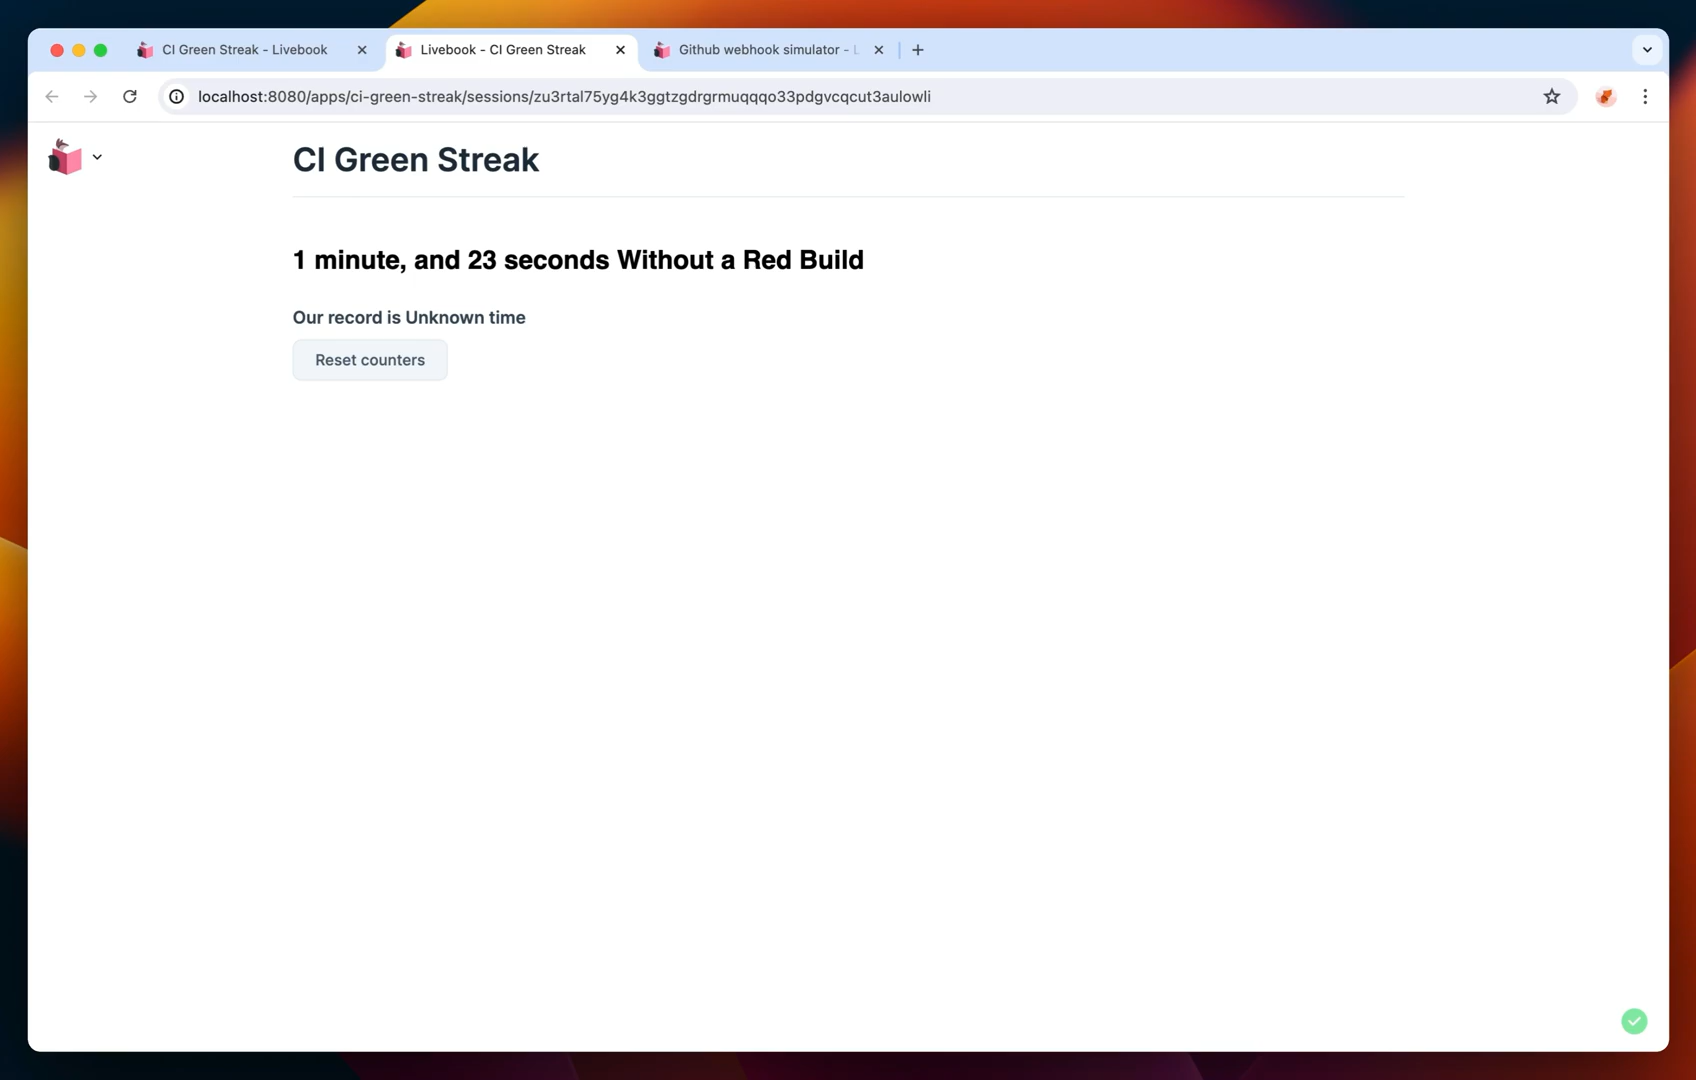 CI Green Streak - Livebook
Livebook - CI Green Streak
Github webhook simulator - L
localhost:8080/apps/ci-green-streak/sessions/zu3rtal75yg4k3ggtzgdrgrmuqqqo33pdgvcqcut3aulowli
CI Green Streak
1 minute, and 23 seconds Without a Red Build
Our record is Unknown time
Reset counters